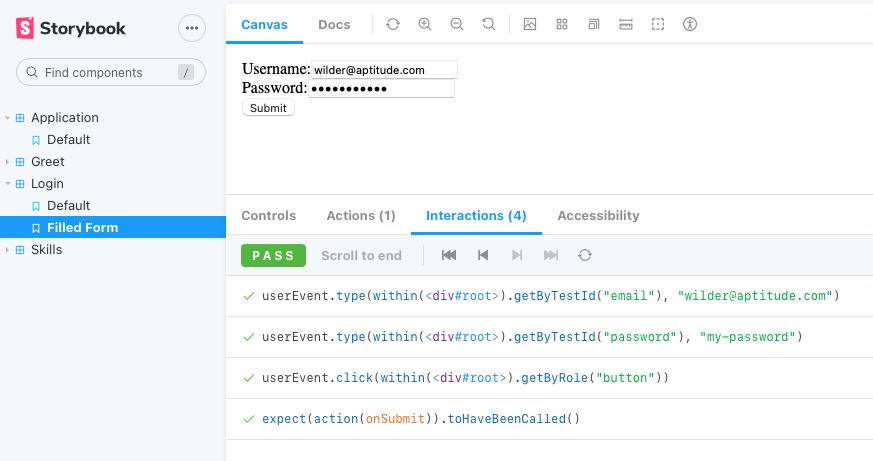 Storybook
Find components /
Application
Default
Greet
Login
Default
Filled Form
Skills
Canvas Docs
Username: wilder@aptitude.com
Password: •••••••••••
Submit
Controls Actions (1) Interactions (4) Accessibility
PASS Scroll to end
userEvent.type(within(<div#root>).getByTestId("email"), "wilder@aptitude.com")
userEvent.type(within(<div#root>).getByTestId("password"), "my-password")
userEvent.click(within(<div#root>).getByRole("button"))
expect(action(onSubmit)).toHaveBeenCalled()